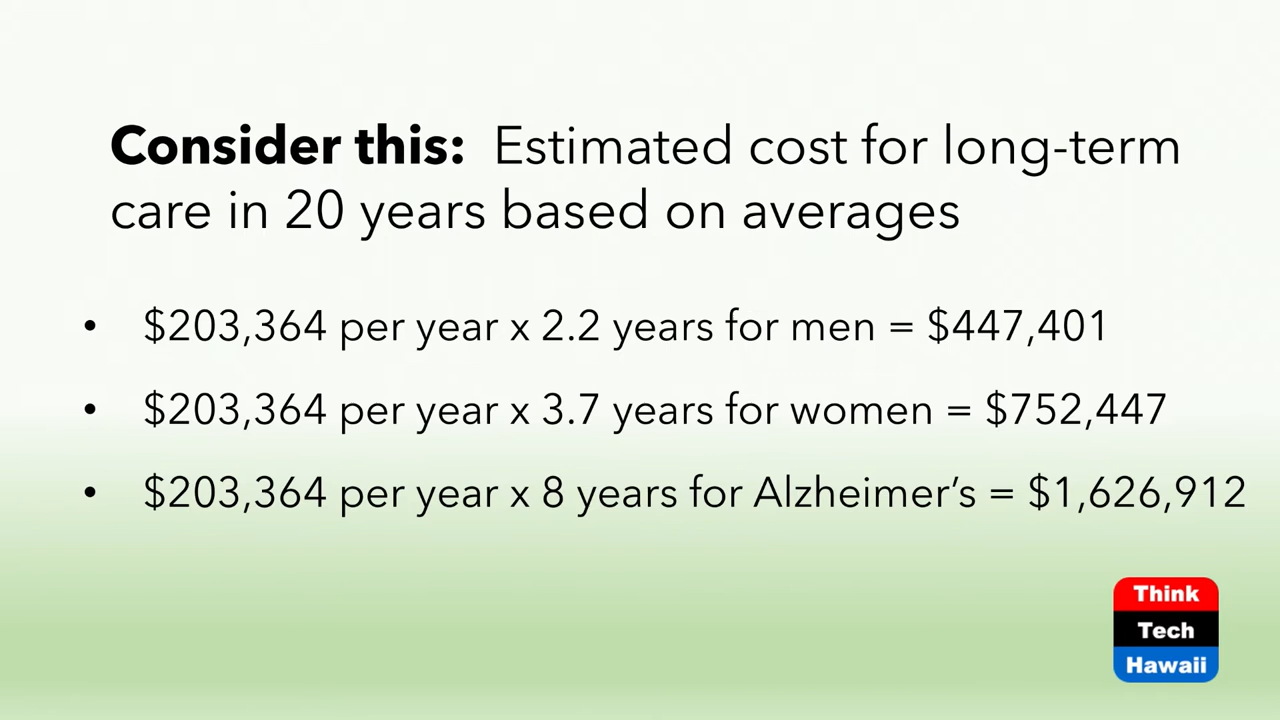 Consider this: Estimated cost for long-term
care in 20 years based on averages
• $203,364 per year x 2.2 years for men = $447,401
• $203,364 per year x 3.7 years for women = $752,447
• $203,364 per year x 8 years for Alzheimer’s = $1,626,912
Think
Tech
Hawaii